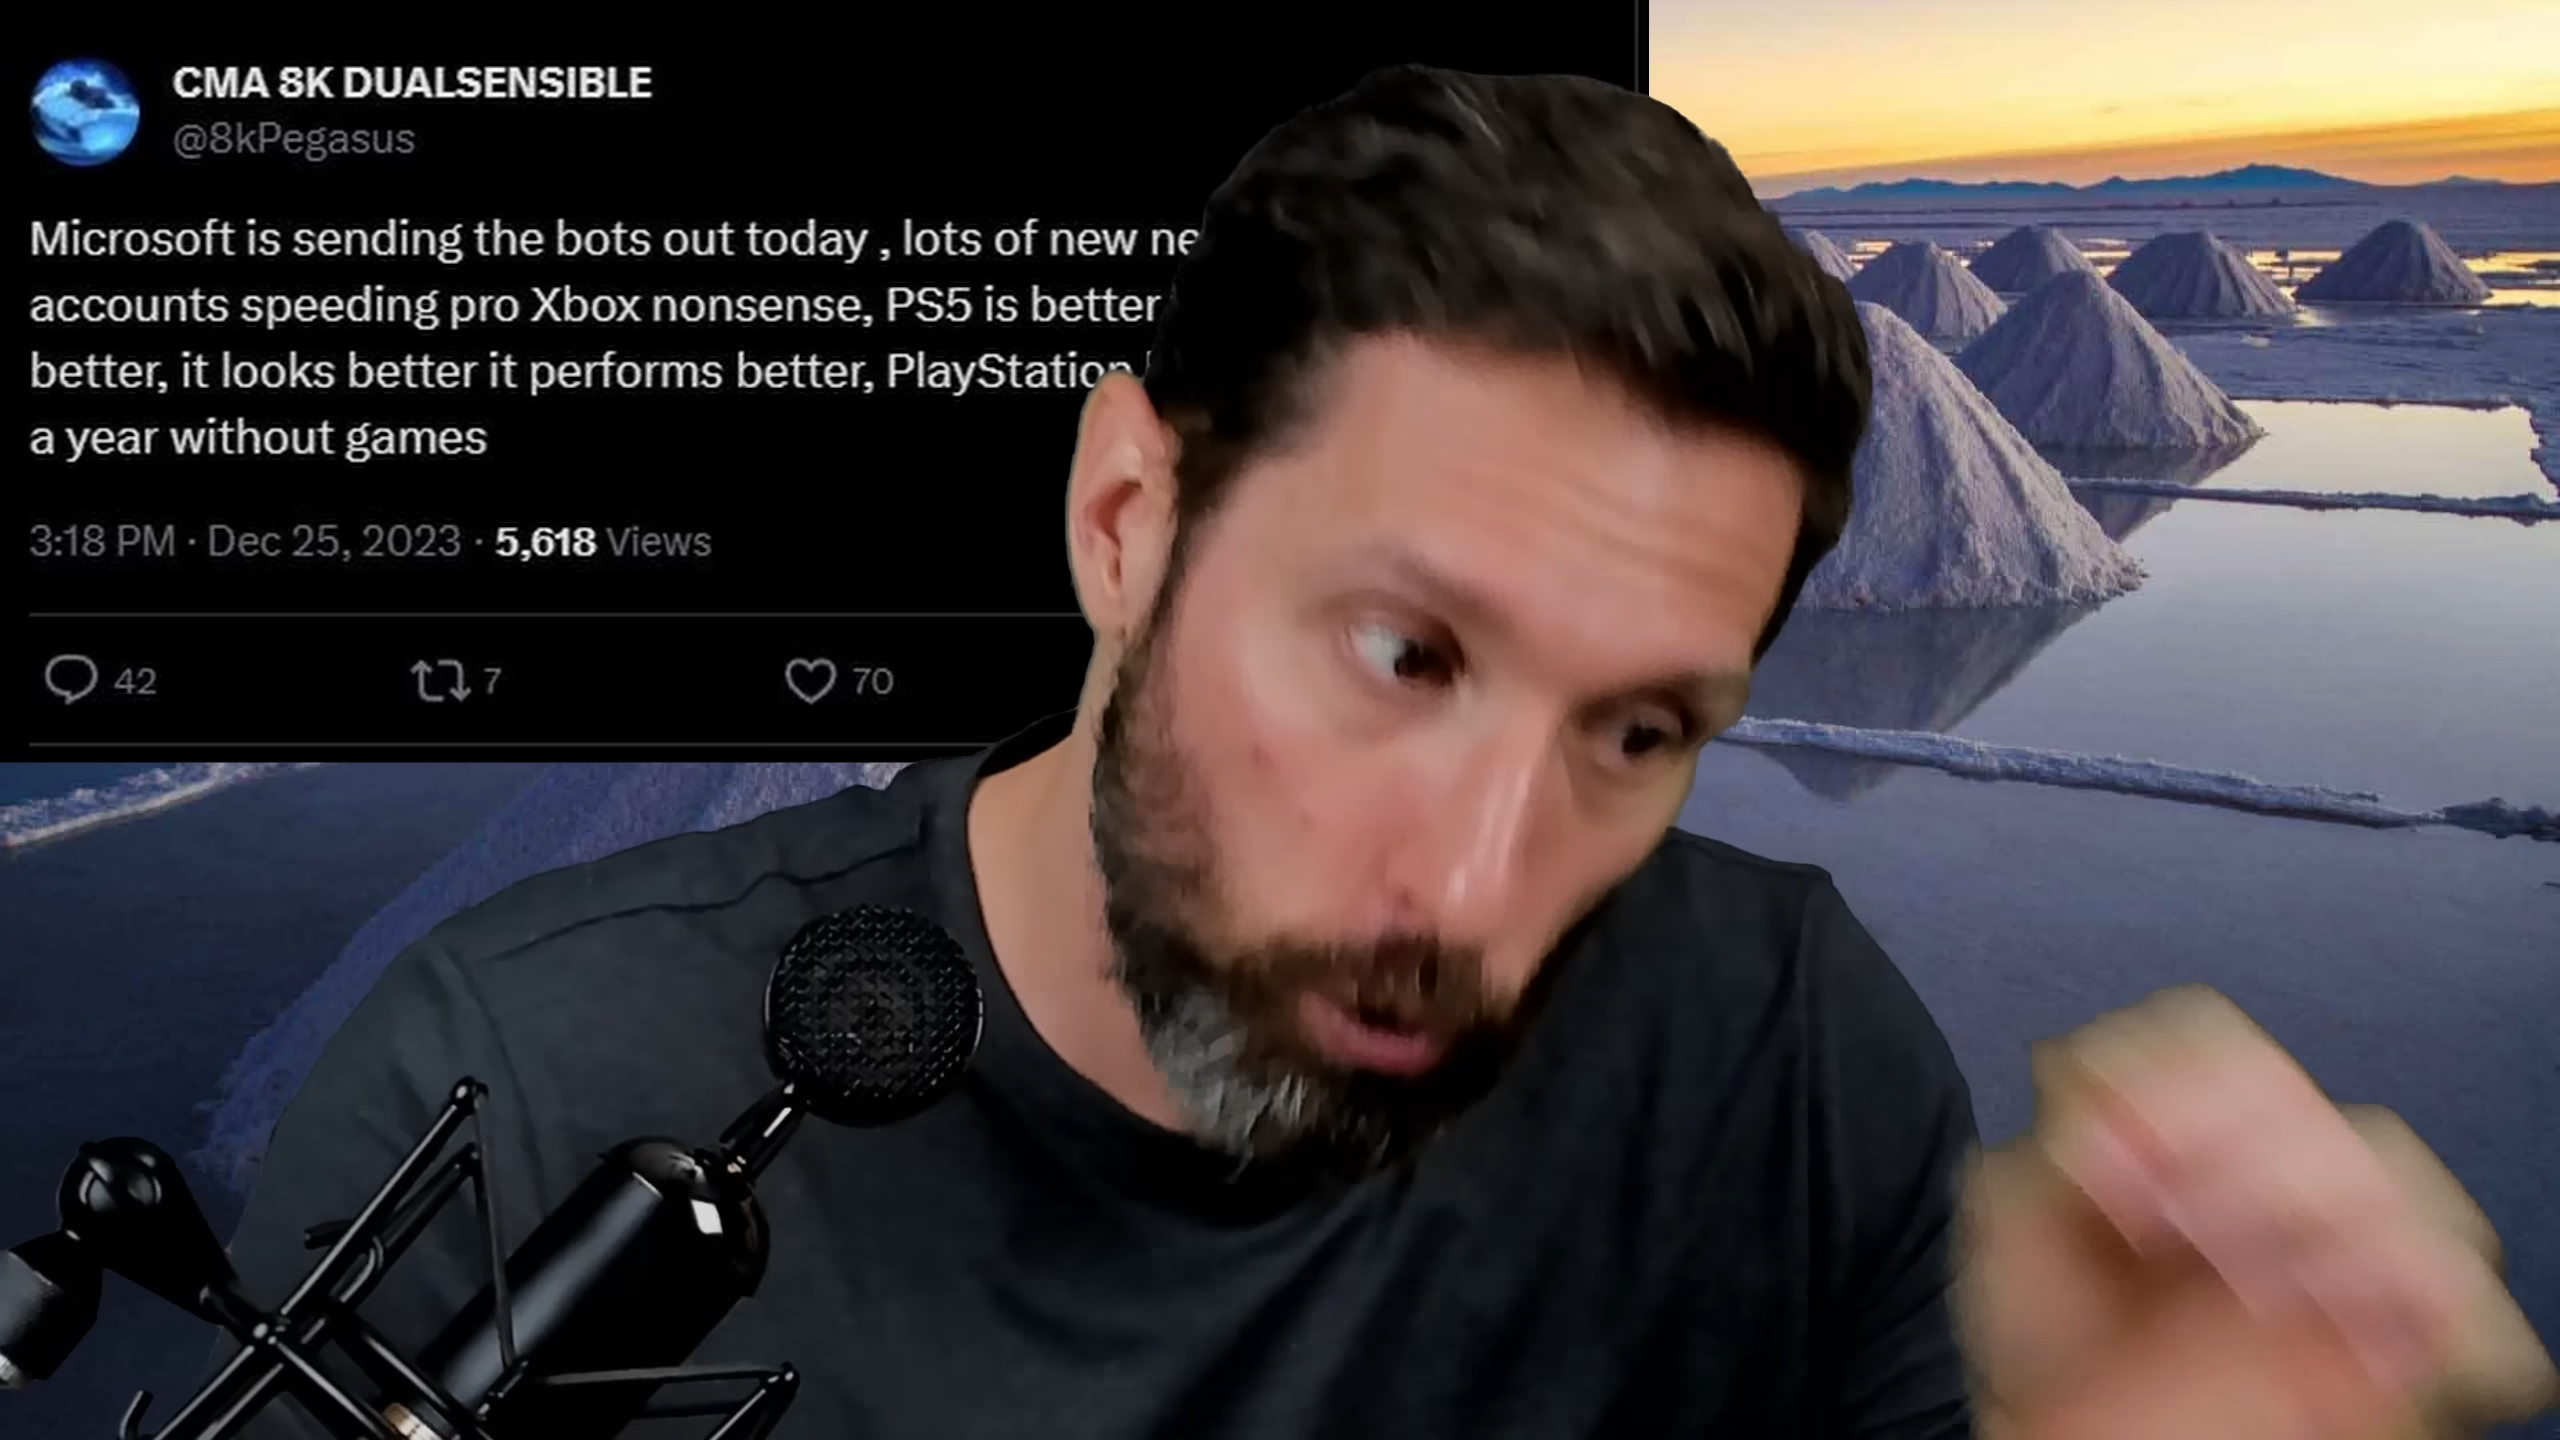 CMA 8K DUALSENSIBLE
@8kPegasus
Microsoft is sending the bots out today , lots of new
accounts speeding pro Xbox nonsense, PS5 is better
better, it looks better it performs better, PlayStation
a year without games
3:18 PM · Dec 25, 2023 · 5,618 Views
42 7 70